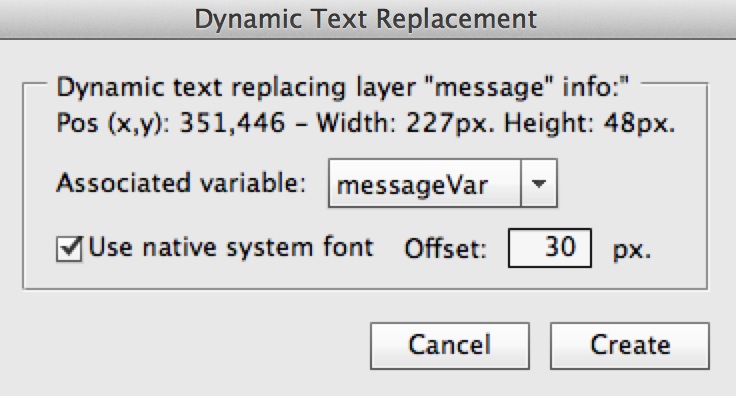 Dynamic Text Replacement
Dynamic text replacing layer "message" info:"
Pos (x,y): 351,446 – Width: 227px. Height: 48px.
Associated variable: messageVar
Use native system font Offset: 30 px.
Cancel Create